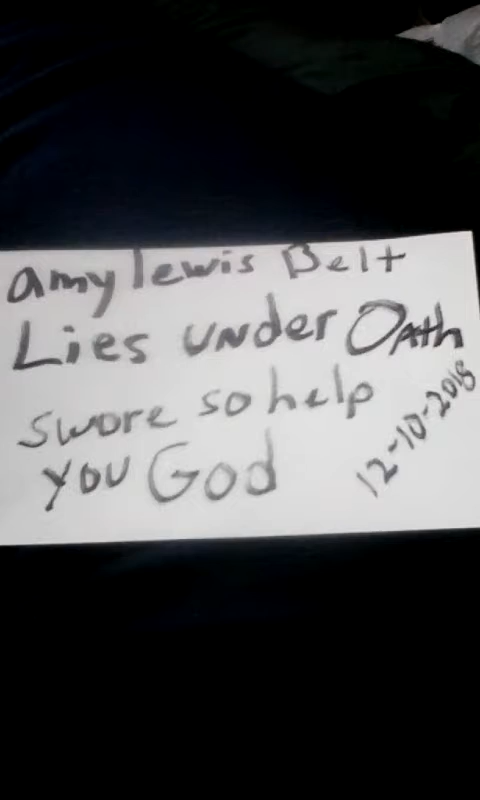 amy lewis Belt
Lies under Oath
swore so help
you God
12-10-2018